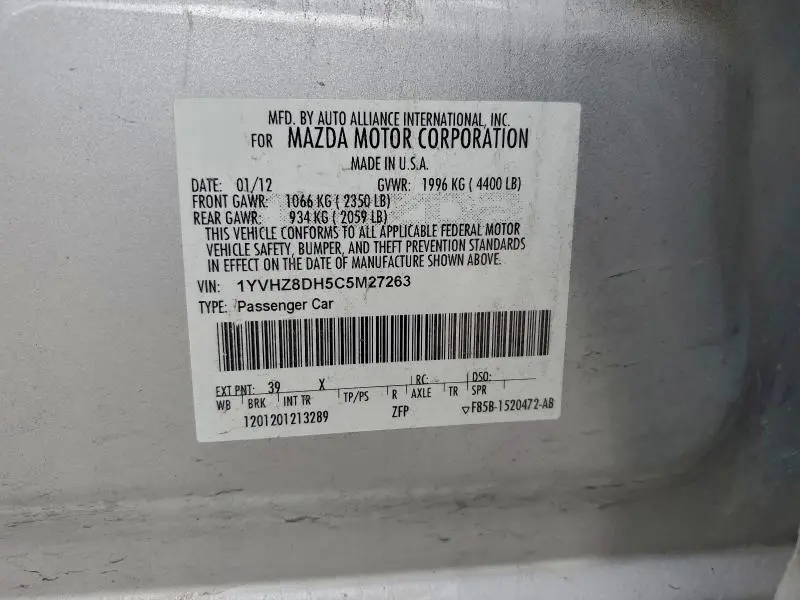 MFD. BY AUTO ALLIANCE INTERNATIONAL, INC.
FOR MAZDA MOTOR CORPORATION
MADE IN U.S.A.
DATE: 01/12 GVWR: 1996 KG ( 4400 LB)
FRONT GAWR: 1066 KG ( 2350 LB)
REAR GAWR: 934 KG ( 2059 LB)
THIS VEHICLE CONFORMS TO ALL APPLICABLE FEDERAL MOTOR
VEHICLE SAFETY, BUMPER, AND THEFT PREVENTION STANDARDS
IN EFFECT ON THE DATE OF MANUFACTURE SHOWN ABOVE.
VIN: 1YVHZ8DH5C5M27263
TYPE: Passenger Car
EXT PNT: 39 X RC: DSO:
WB BRK INT TR TP/PS R AXLE TR SPR
1201201213289 ZFP ▽F85B-1520472-AB